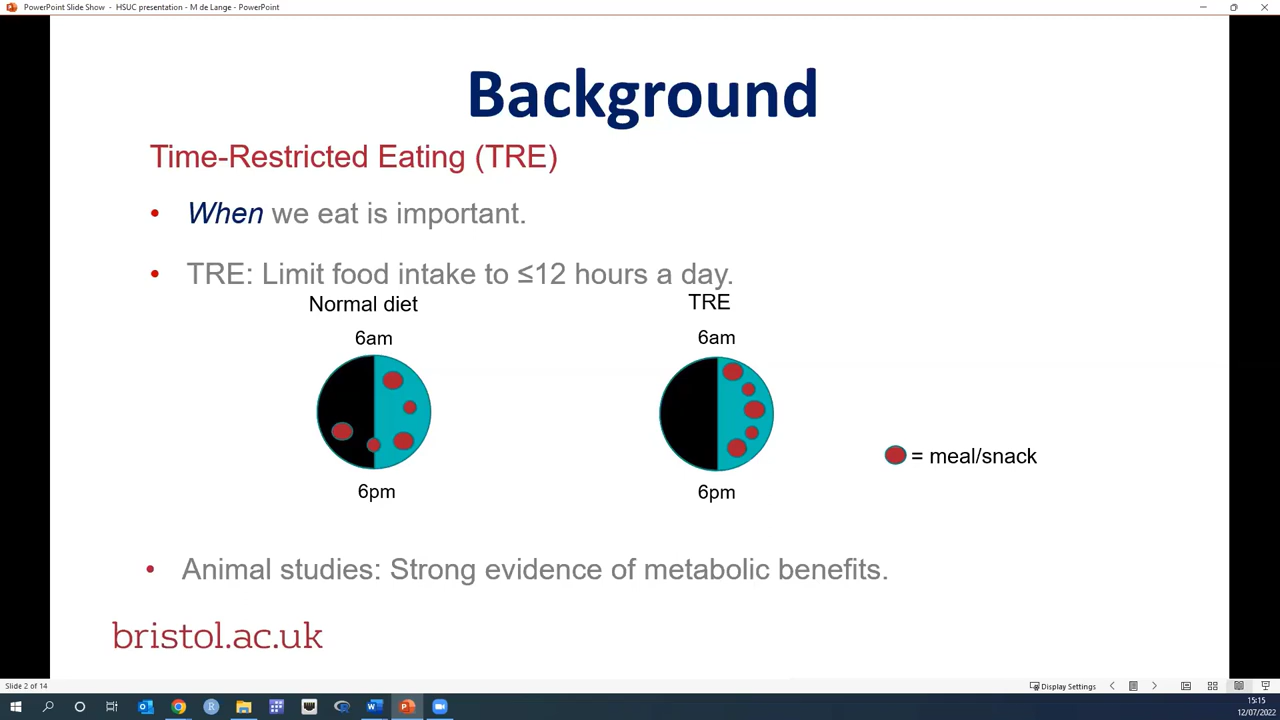 PowerPoint Slide Show - HSUC presentation - M de Lange - PowerPoint
Background
Time-Restricted Eating (TRE)
• When we eat is important.
• TRE: Limit food intake to ≤12 hours a day.
Normal diet
TRE
6am
6am
= meal/snack
6pm
6pm
• Animal studies: Strong evidence of metabolic benefits.
bristol.ac.uk
Slide 2 of 14
Display Settings
15:15
12/07/2022